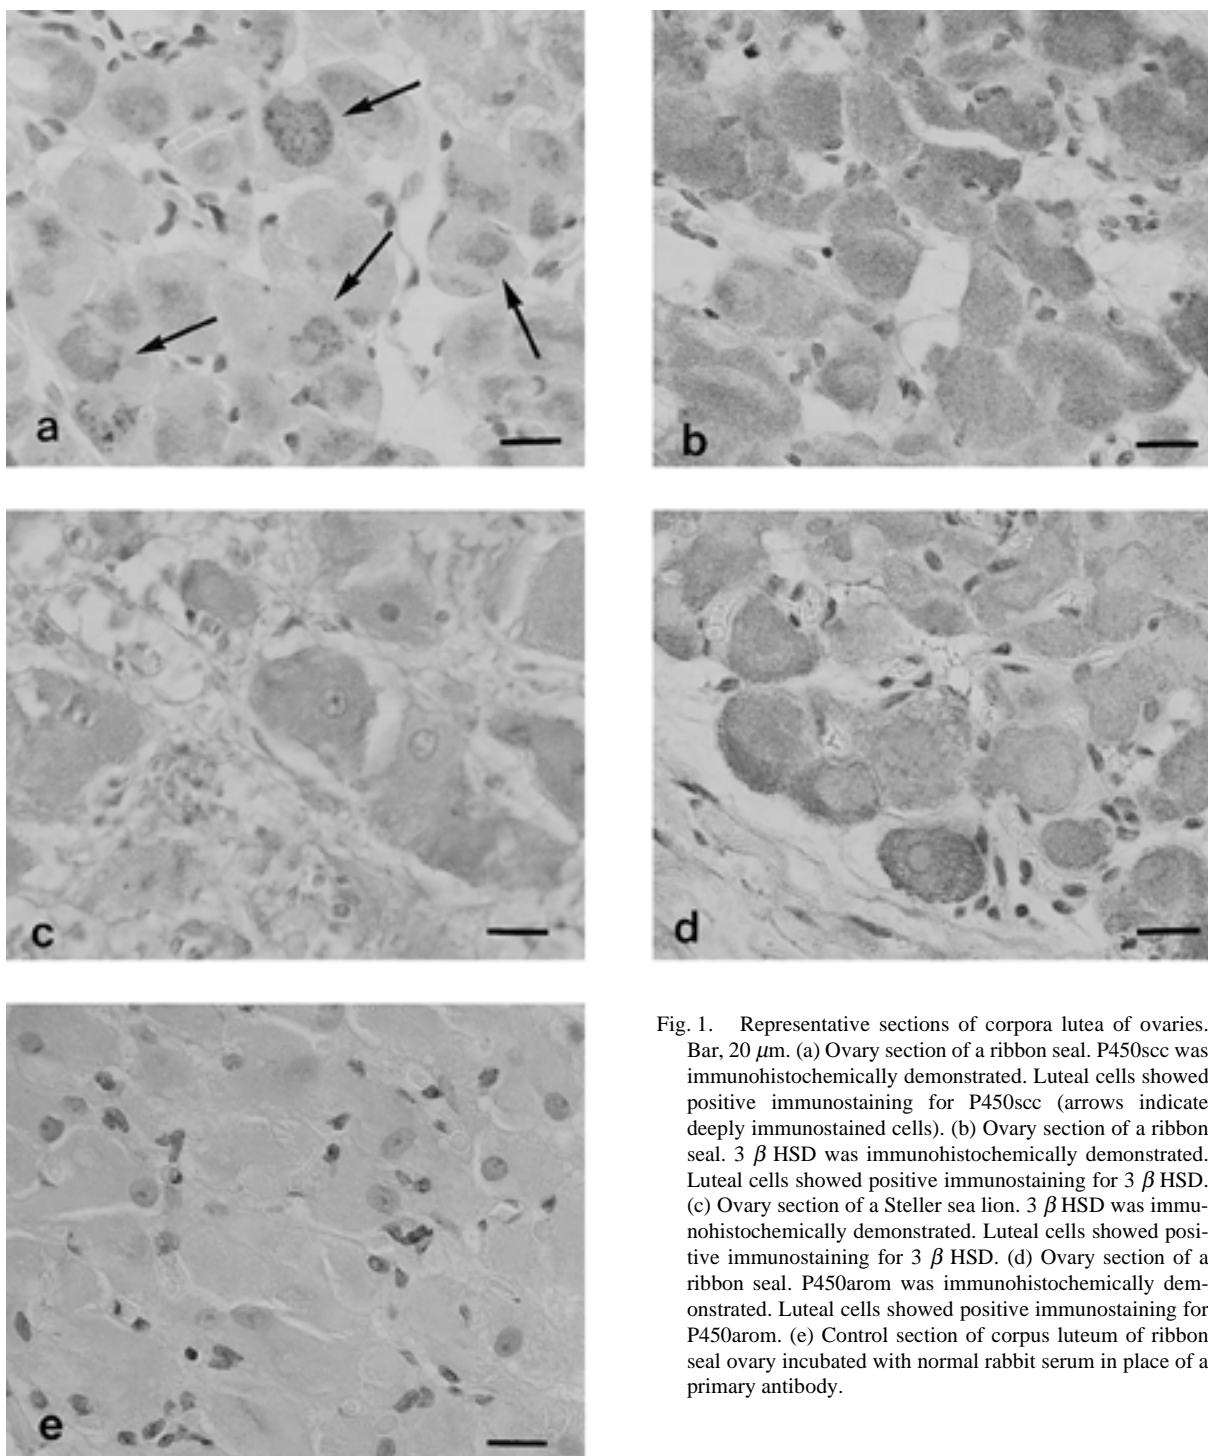 a
b
c
d
e
Fig. 1. Representative sections of corpora lutea of ovaries.
Bar, 20 μm. (a) Ovary section of a ribbon seal. P450scc was
immunohistochemically demonstrated. Luteal cells showed
positive immunostaining for P450scc (arrows indicate
deeply immunostained cells). (b) Ovary section of a ribbon
seal. 3 β HSD was immunohistochemically demonstrated.
Luteal cells showed positive immunostaining for 3 β HSD.
(c) Ovary section of a Steller sea lion. 3 β HSD was immu-
nohistochemically demonstrated. Luteal cells showed posi-
tive immunostaining for 3 β HSD. (d) Ovary section of a
ribbon seal. P450arom was immunohistochemically dem-
onstrated. Luteal cells showed positive immunostaining for
P450arom. (e) Control section of corpus luteum of ribbon
seal ovary incubated with normal rabbit serum in place of a
primary antibody.